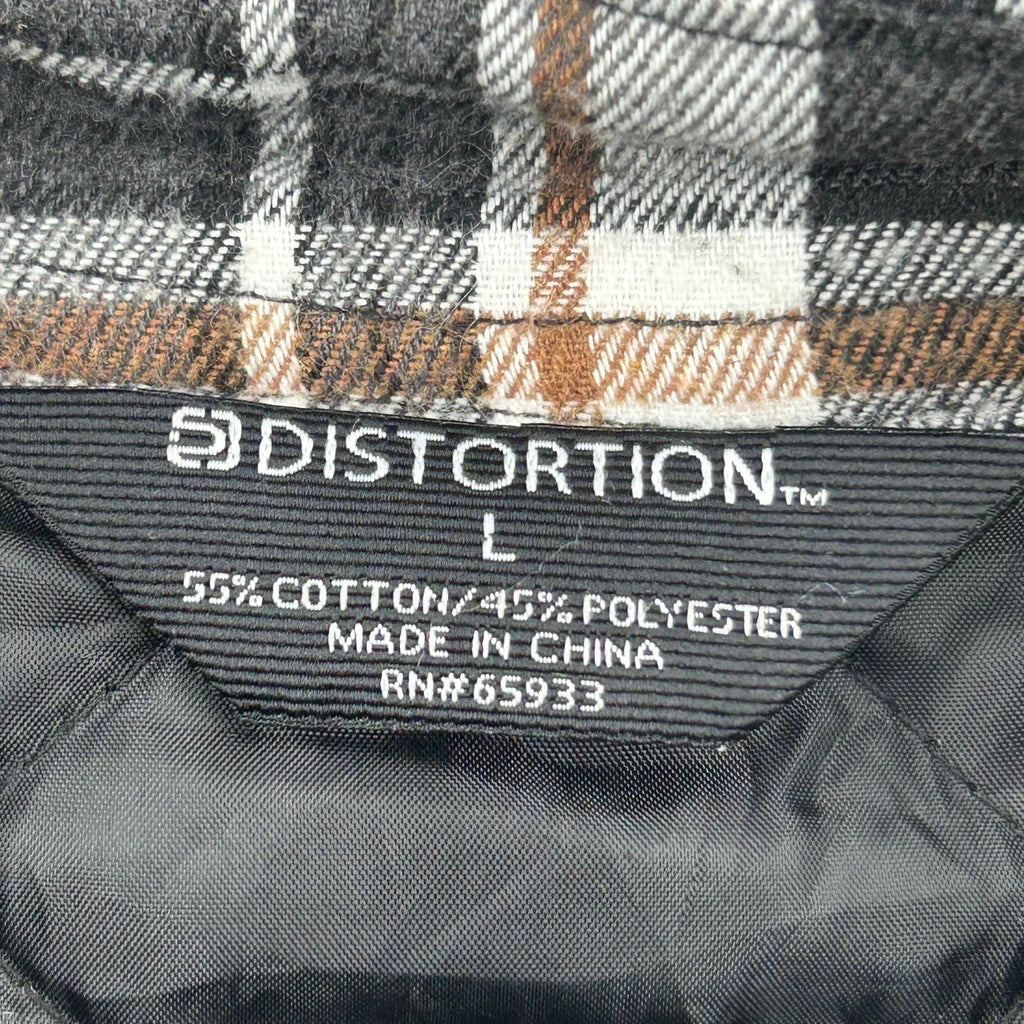 DISTORTION™
L
55% COTTON/45% POLYESTER
MADE IN CHINA
RN#65933